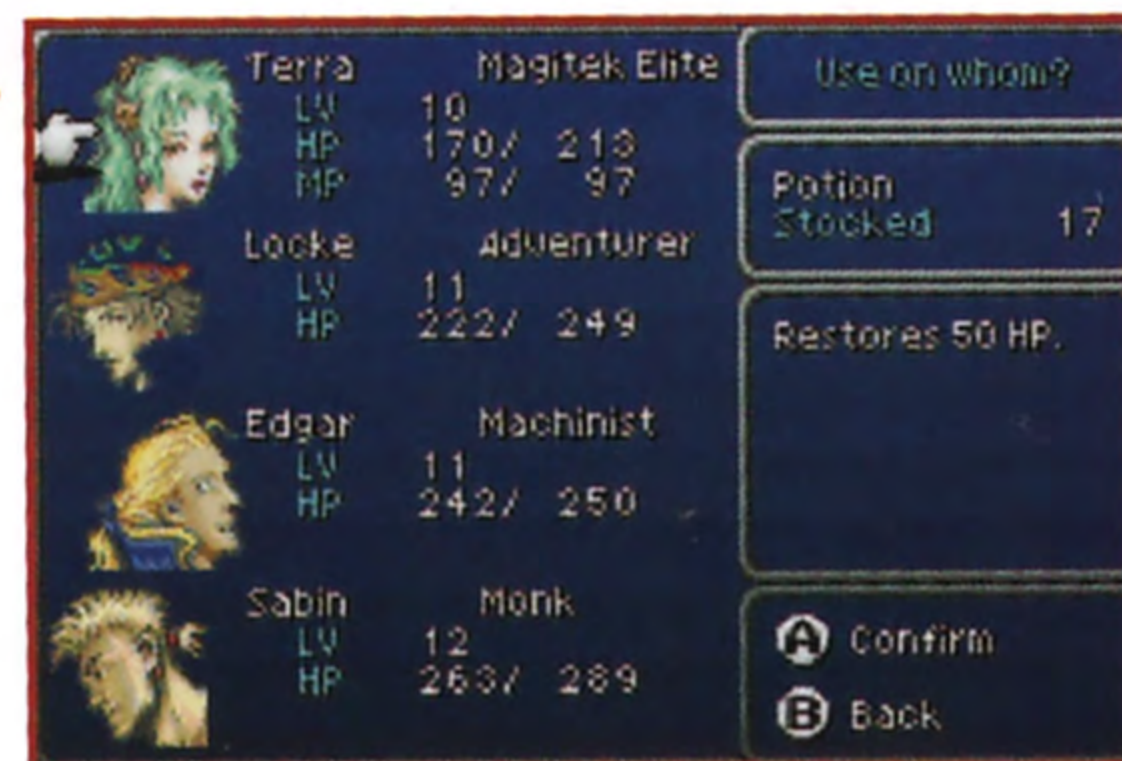 Terra Magitek Elite
LV 10
HP 170/ 213
MP 97/ 97
Locke Adventurer
LV 11
HP 222/ 249
Edgar Machinist
LV 11
HP 242/ 250
Sabin Monk
LV 12
HP 263/ 289
Use on whom?
Potion
Stocked 17
Restores 50 HP.
A Confirm
B Back